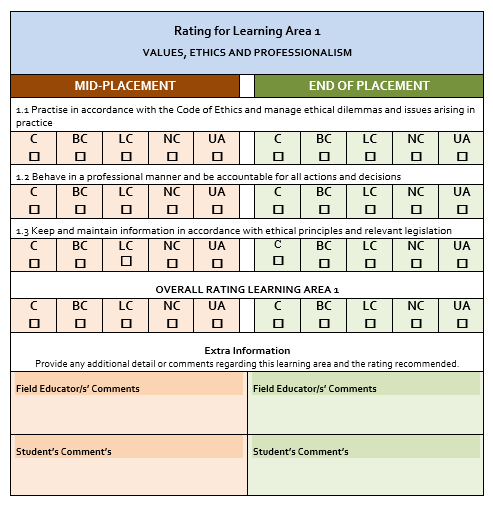 Rating for Learning Area 1
VALUES, ETHICS AND PROFESSIONALISM
MID-PLACEMENT END OF PLACEMENT
1.1 Practise in accordance with the Code of Ethics and manage ethical dilemmas and issues arising in
practice
C BC LC NC UA C BC LC NC UA
1.2 Behave in a professional manner and be accountable for all actions and decisions
C BC LC NC UA C BC LC NC UA
1.3 Keep and maintain information in accordance with ethical principles and relevant legislation
C BC LC NC UA C BC LC NC UA
OVERALL RATING LEARNING AREA 1
C BC LC NC UA C BC LC NC UA
Extra Information
Provide any additional detail or comments regarding this learning area and the rating recommended.
Field Educator/s' Comments Field Educator/s' Comments
Student's Comment's Student's Comment's